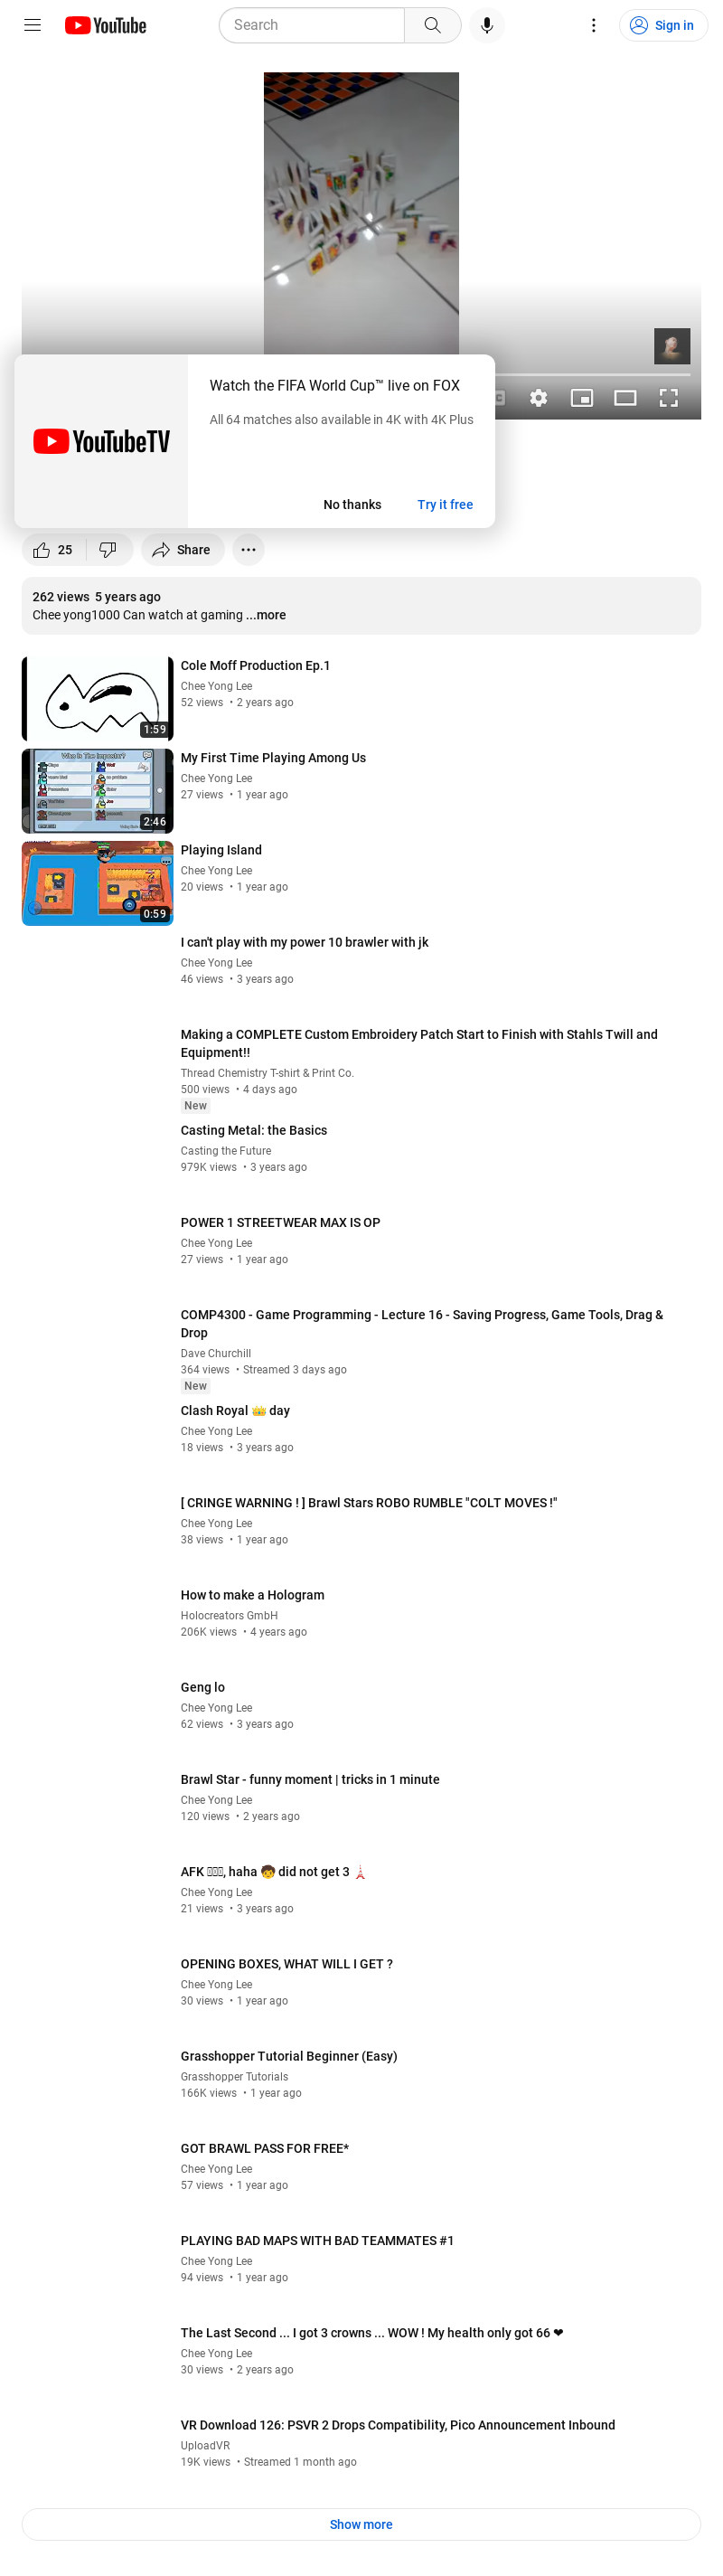 YouTube
Search
Sign in
Watch the FIFA World Cup™ live on FOX
All 64 matches also available in 4K with 4K Plus
YouTubeTV
No thanks
Try it free
25
Share
262 views 5 years ago
Chee yong1000 Can watch at gaming ...more
Cole Moff Production Ep.1
Chee Yong Lee
52 views • 2 years ago
1:59
My First Time Playing Among Us
Chee Yong Lee
27 views • 1 year ago
2:46
Playing Island
Chee Yong Lee
20 views • 1 year ago
0:59
I can't play with my power 10 brawler with jk
Chee Yong Lee
46 views • 3 years ago
Making a COMPLETE Custom Embroidery Patch Start to Finish with Stahls Twill and
Equipment!!
Thread Chemistry T-shirt & Print Co.
500 views • 4 days ago
New
Casting Metal: the Basics
Casting the Future
979K views • 3 years ago
POWER 1 STREETWEAR MAX IS OP
Chee Yong Lee
27 views • 1 year ago
COMP4300 - Game Programming - Lecture 16 - Saving Progress, Game Tools, Drag &
Drop
Dave Churchill
364 views • Streamed 3 days ago
New
Clash Royal 👑 day
Chee Yong Lee
18 views • 3 years ago
[ CRINGE WARNING ! ] Brawl Stars ROBO RUMBLE "COLT MOVES !"
Chee Yong Lee
38 views • 1 year ago
How to make a Hologram
Holocreators GmbH
206K views • 4 years ago
Geng lo
Chee Yong Lee
62 views • 3 years ago
Brawl Star - funny moment | tricks in 1 minute
Chee Yong Lee
120 views • 2 years ago
AFK , haha 🧒 did not get 3 🗼
Chee Yong Lee
21 views • 3 years ago
OPENING BOXES, WHAT WILL I GET ?
Chee Yong Lee
30 views • 1 year ago
Grasshopper Tutorial Beginner (Easy)
Grasshopper Tutorials
166K views • 1 year ago
GOT BRAWL PASS FOR FREE*
Chee Yong Lee
57 views • 1 year ago
PLAYING BAD MAPS WITH BAD TEAMMATES #1
Chee Yong Lee
94 views • 1 year ago
The Last Second ... I got 3 crowns ... WOW ! My health only got 66 ❤
Chee Yong Lee
30 views • 2 years ago
VR Download 126: PSVR 2 Drops Compatibility, Pico Announcement Inbound
UploadVR
19K views • Streamed 1 month ago
Show more